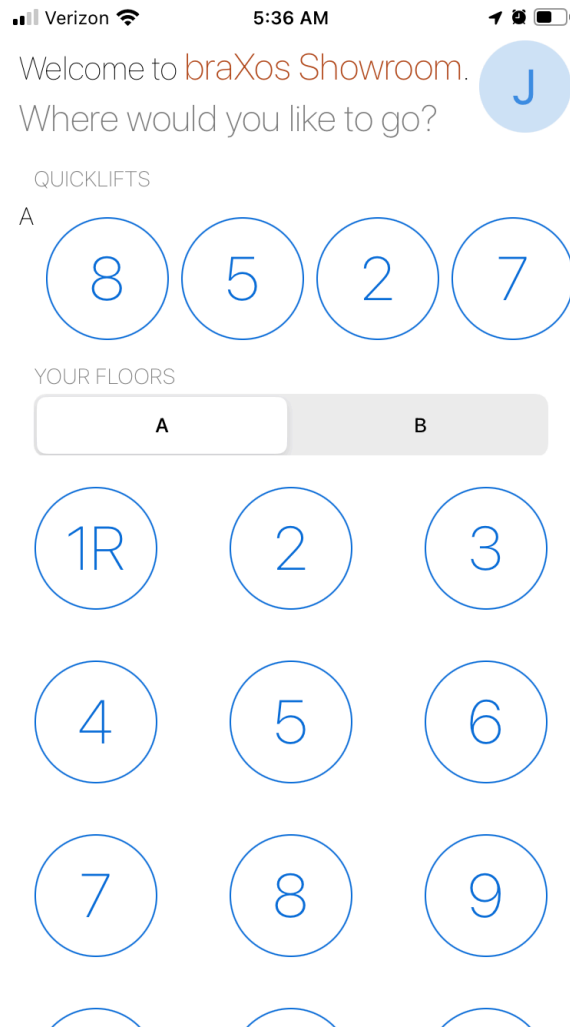 Verizon 5:36 AM
Welcome to braXos Showroom.
J
Where would you like to go?
QUICKLIFTS
A
8 5 2 7
YOUR FLOORS
A B
1R 2 3
4 5 6
7 8 9